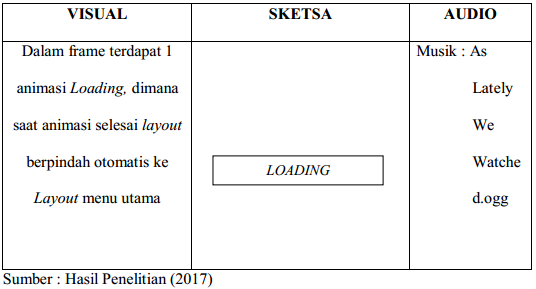 VISUAL SKETSA AUDIO
Dalam frame terdapat 1
animasi Loading, dimana
saat animasi selesai layout
berpindah otomatis ke
Layout menu utama
LOADING
Musik : As
Lately
We
Watche
d.ogg
Sumber : Hasil Penelitian (2017)